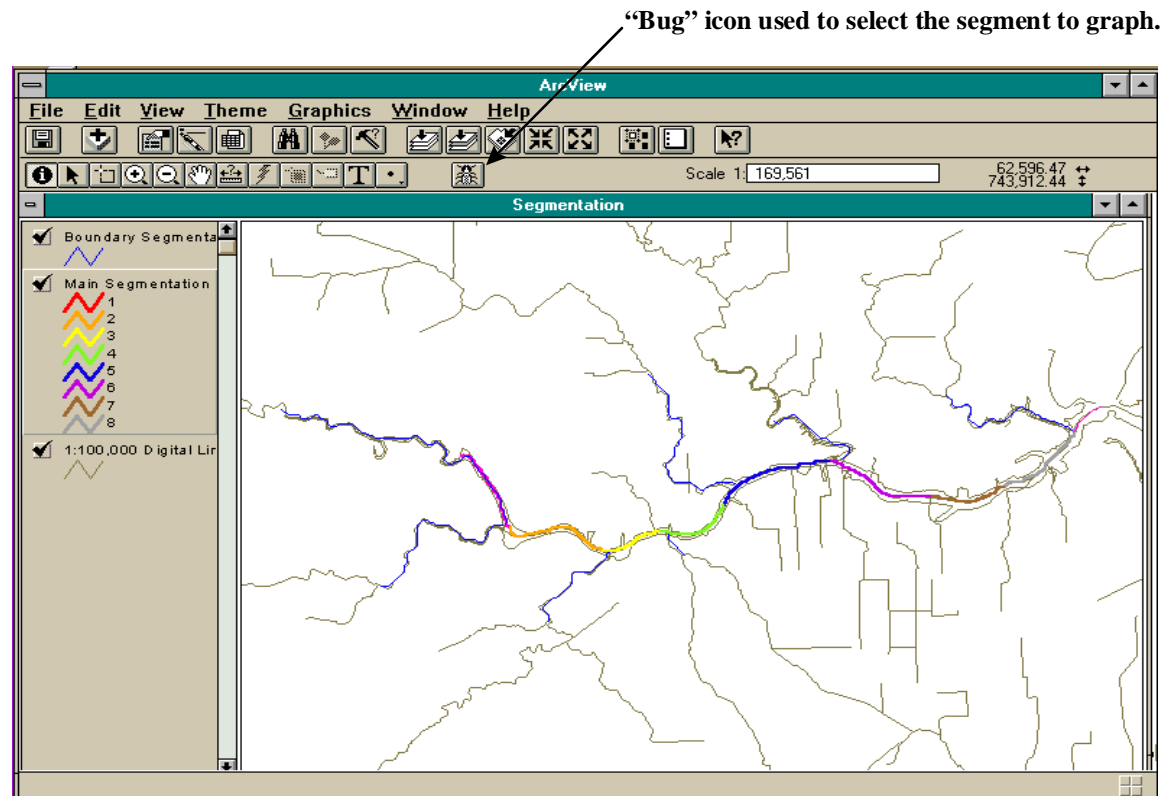 “Bug” icon used to select the segment to graph.
ArcView
File Edit View Theme Graphics Window Help
T
Scale 1: 169,561
62,596.47
743,912.44
Segmentation
Boundary Segmenta
Main Segmentation
1
2
3
4
5
6
7
8
1:100,000 Digital Lin